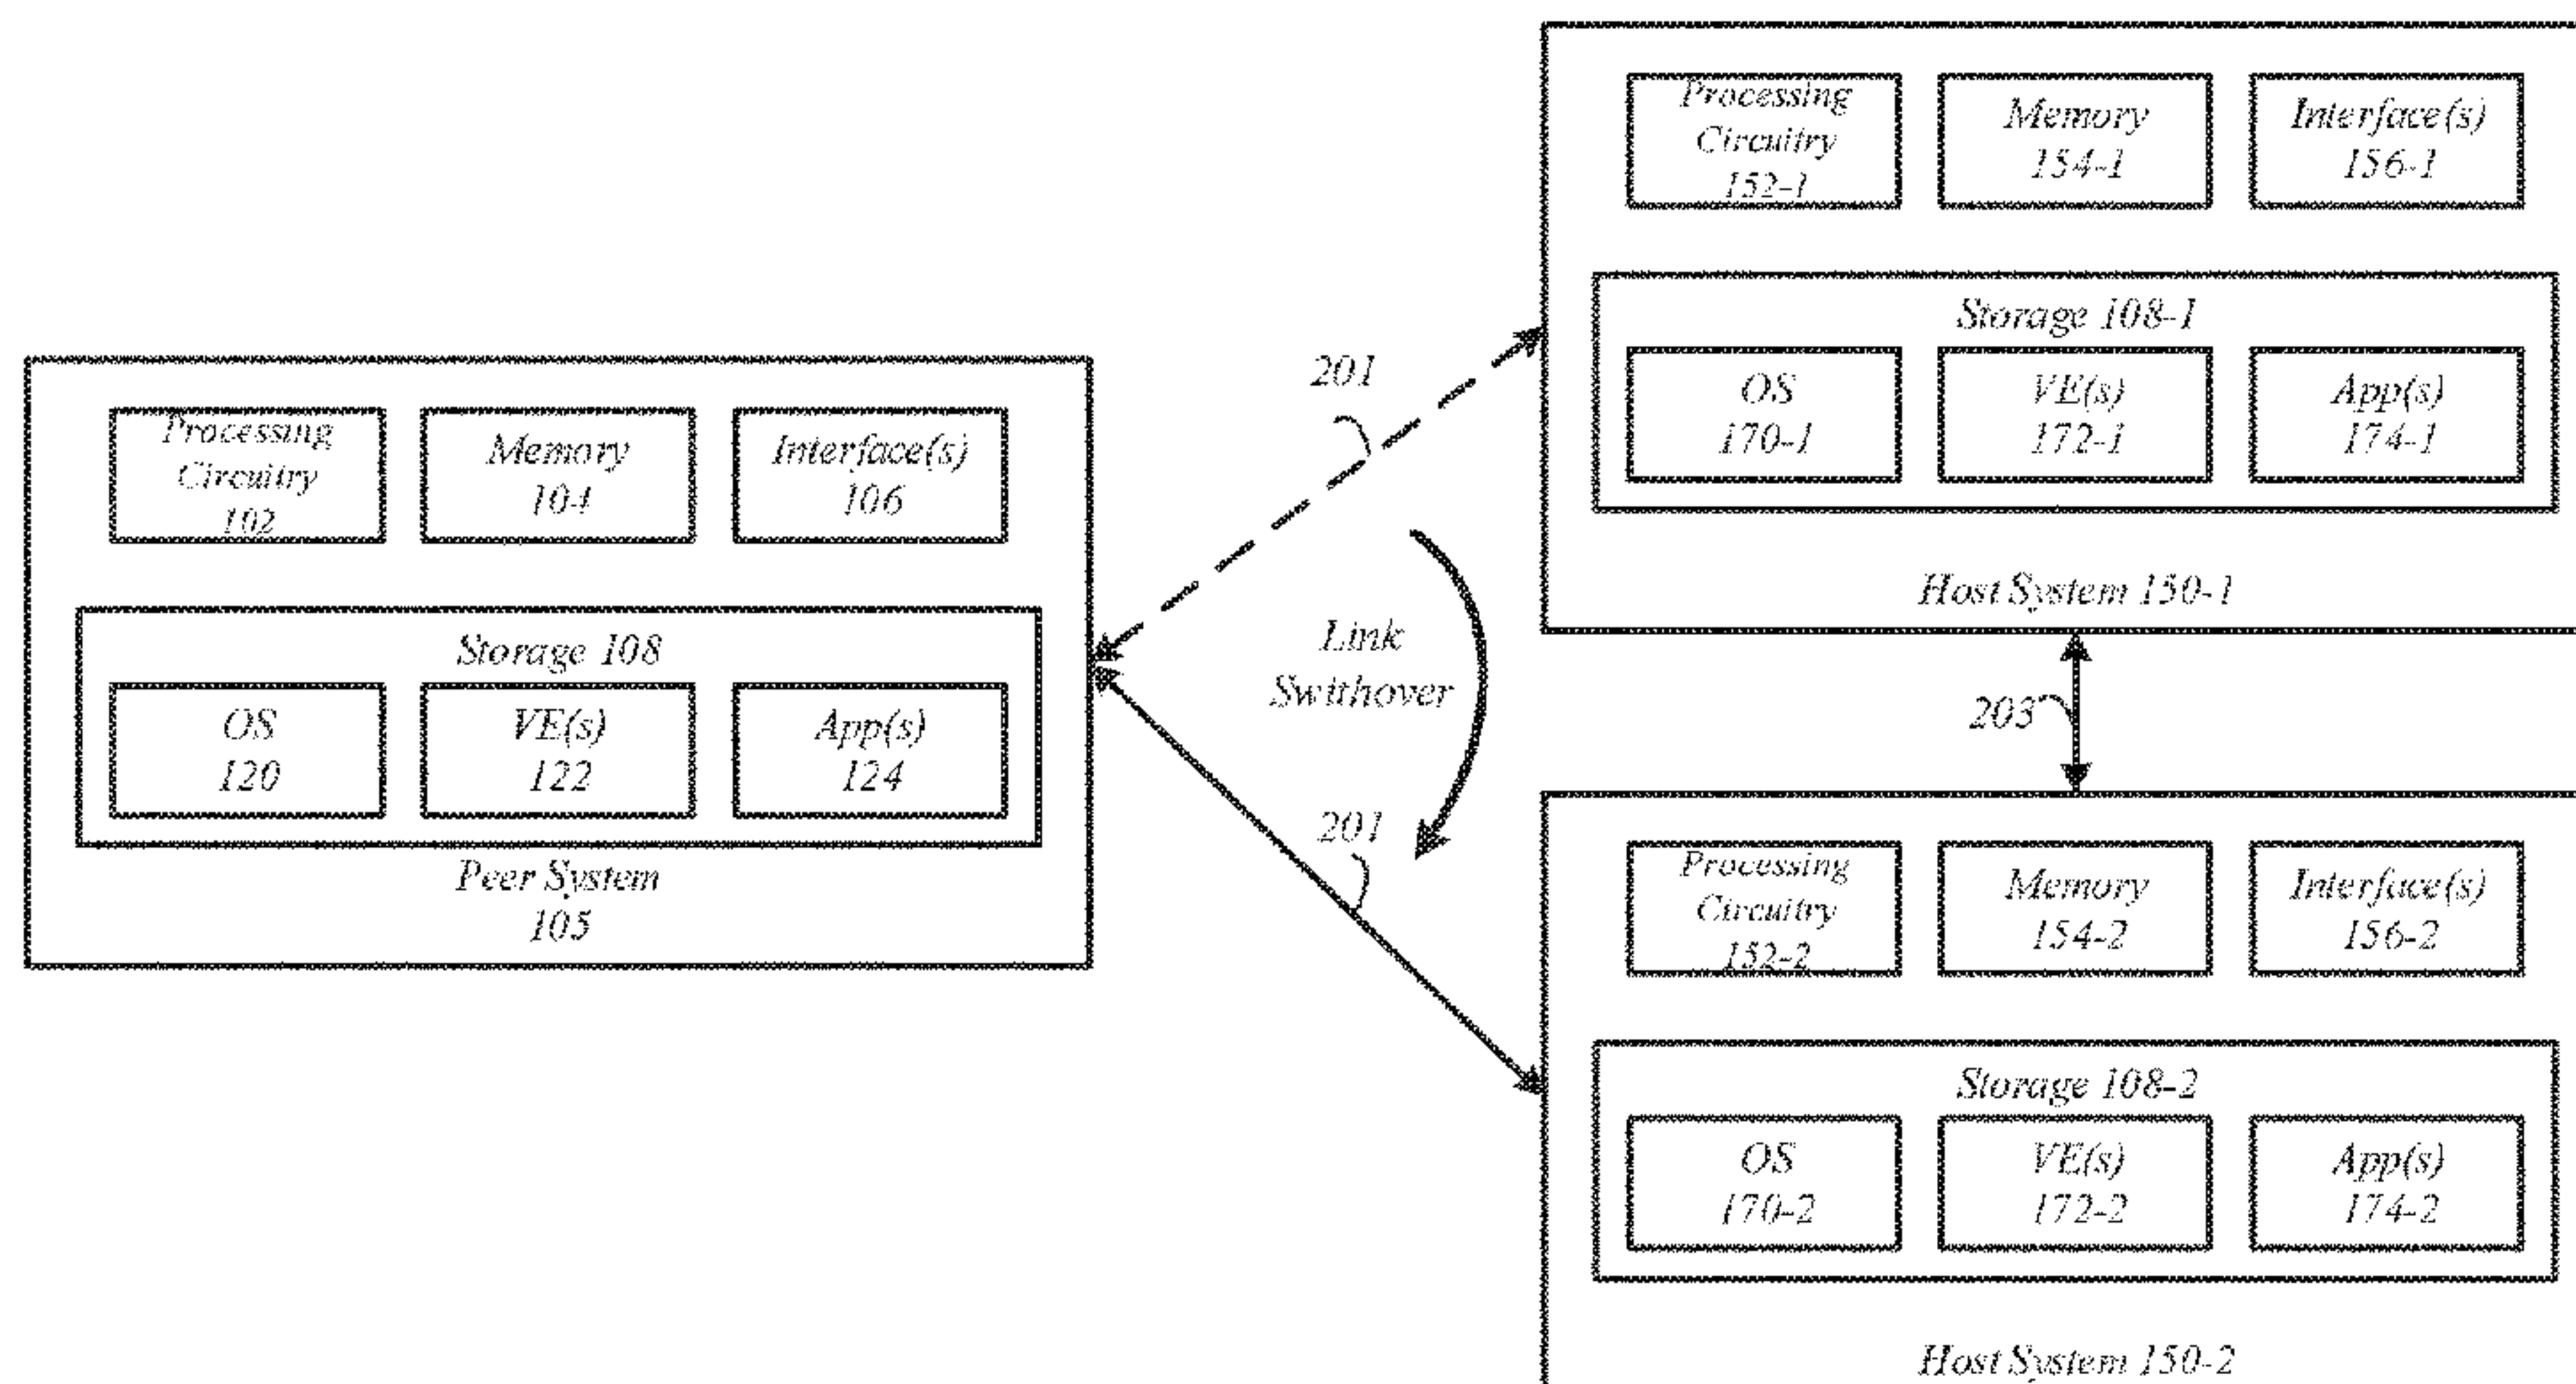 Processing
Circuitry
152-1
Memory
154-1
Interface(s)
156-1
Storage 108-1
OS
170-1
VE(s)
172-1
App(s)
174-1
Host System 150-1
201
Processing
Circuitry
102
Memory
104
Interface(s)
106
Storage 108
OS
120
VE(s)
122
App(s)
124
Peer System
105
Link
Swithover
201
203
Processing
Circuitry
152-2
Memory
154-2
Interface(s)
156-2
Storage 108-2
OS
170-2
VE(s)
172-2
App(s)
174-2
Host System 150-2